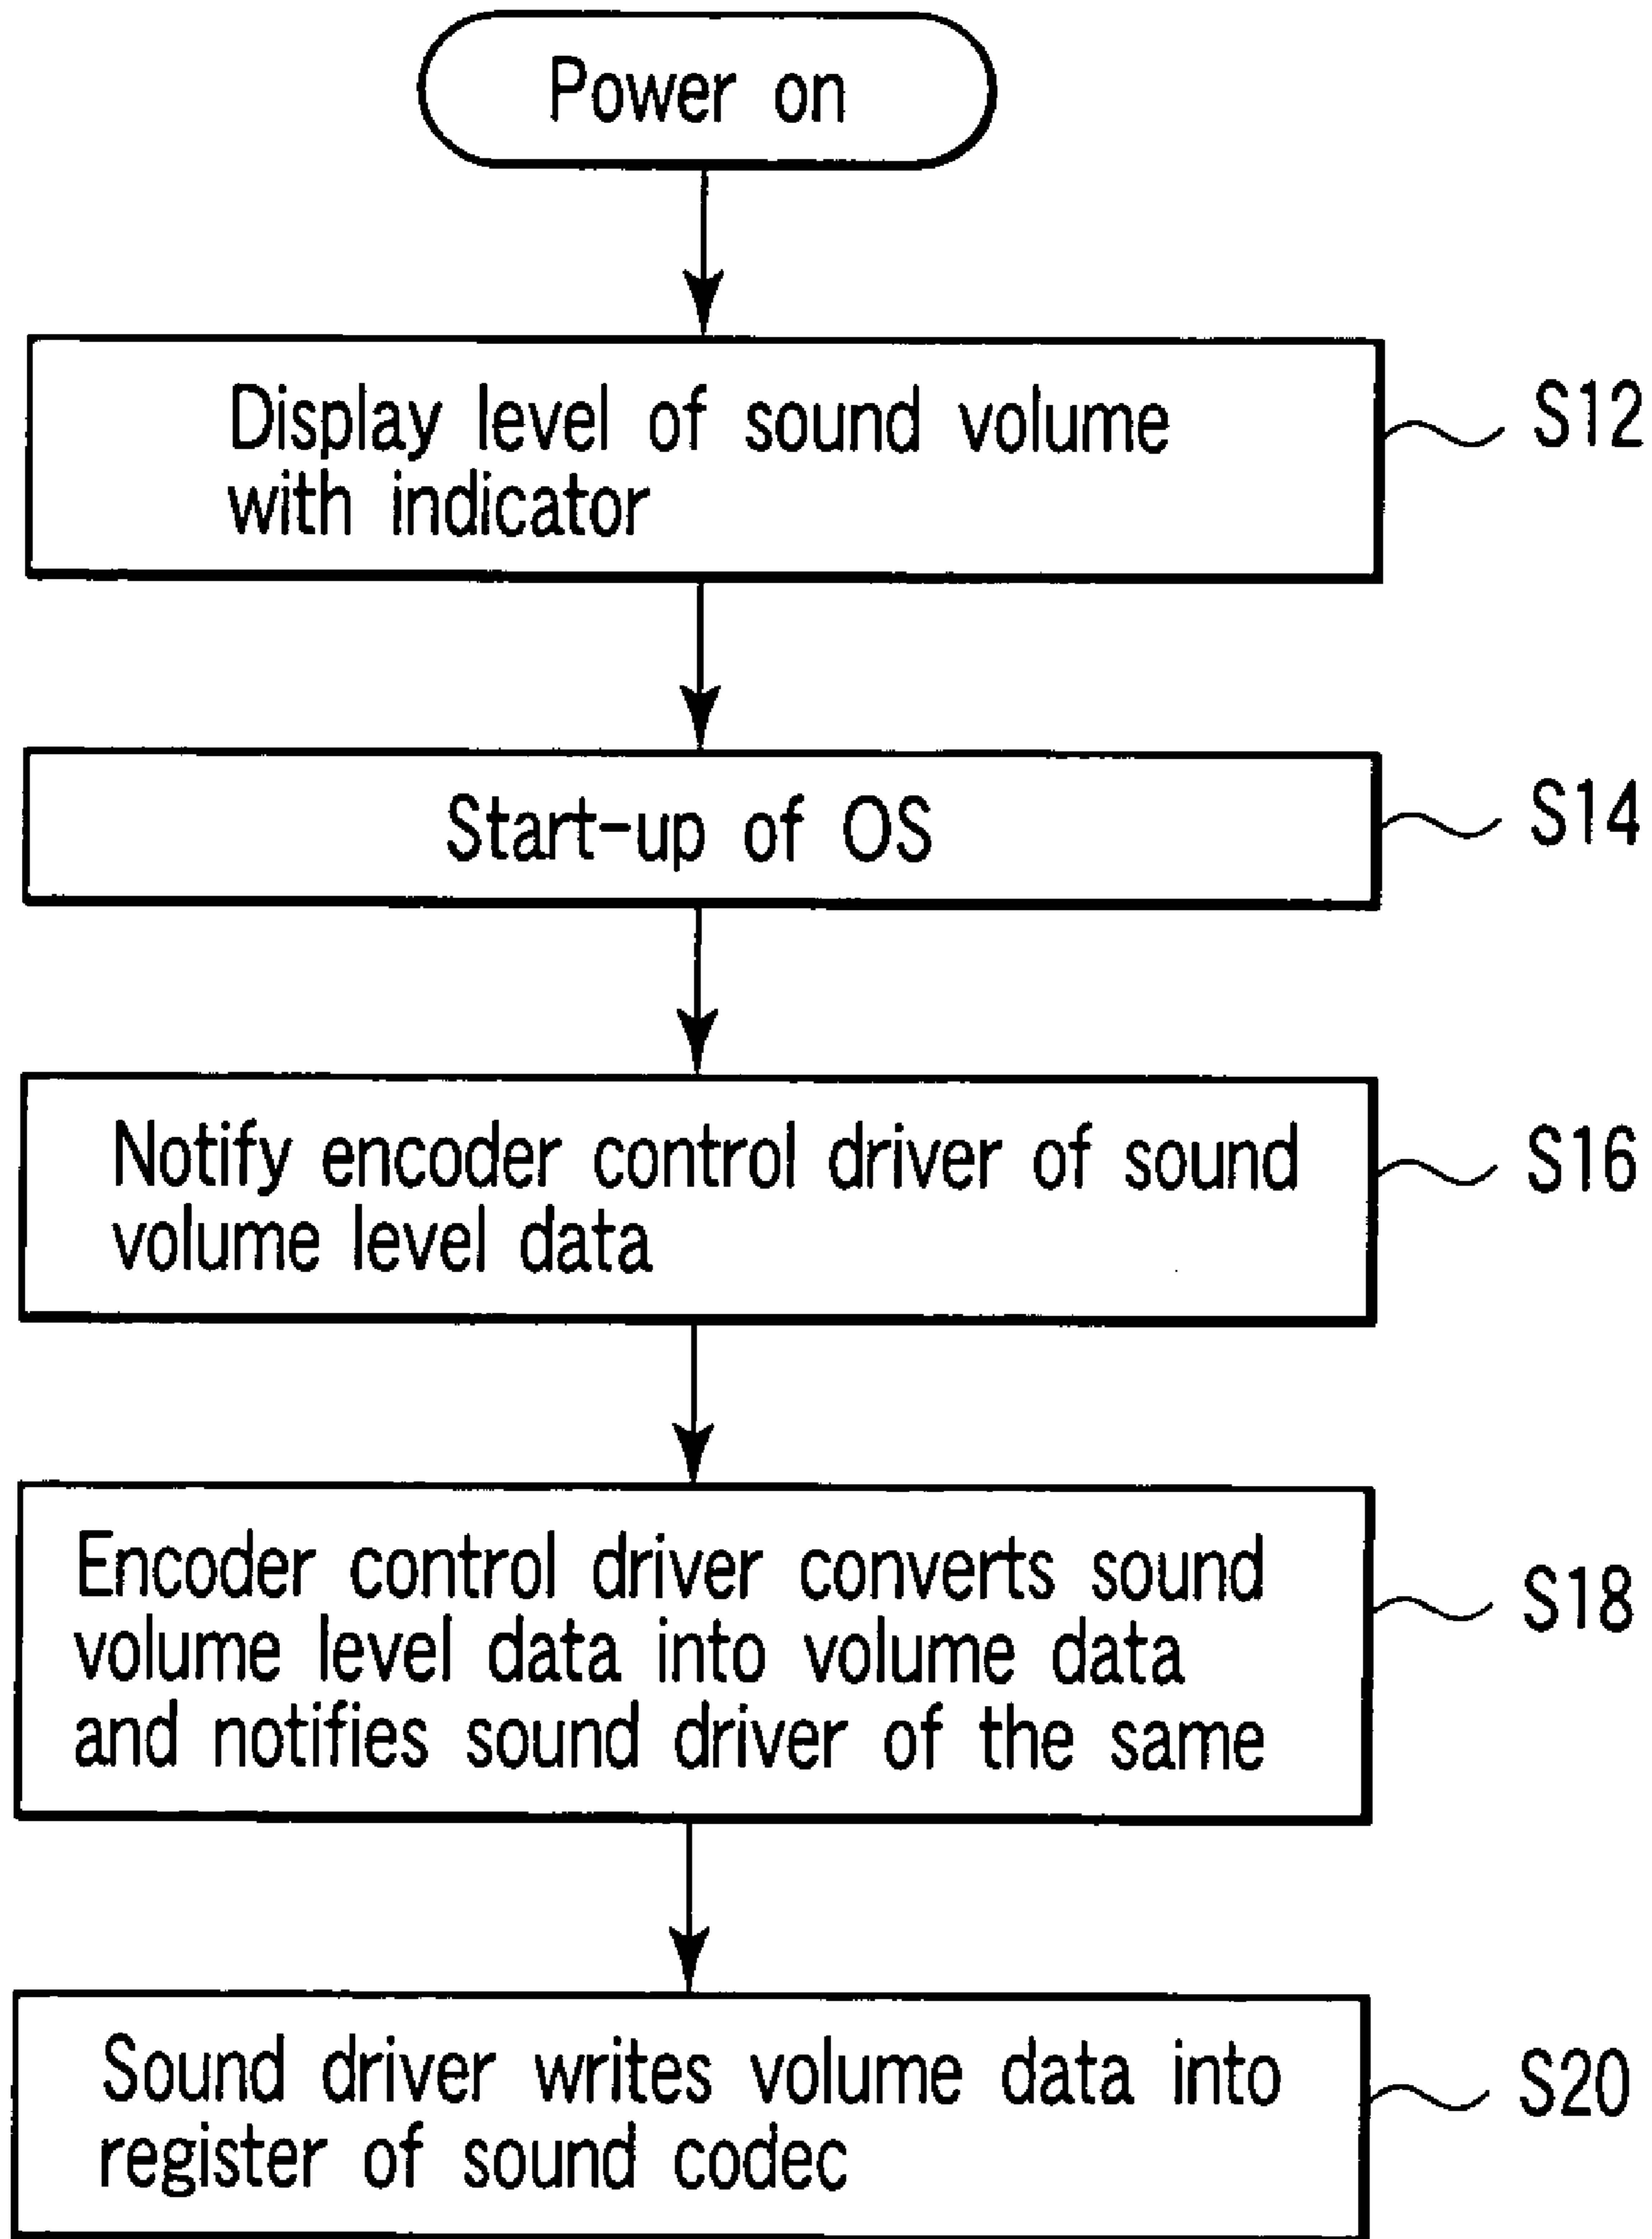 Power on
Display level of sound volume
with indicator
S12
Start-up of OS
S14
Notify encoder control driver of sound
volume level data
S16
Encoder control driver converts sound
volume level data into volume data
and notifies sound driver of the same
S18
Sound driver writes volume data into
register of sound codec
S20